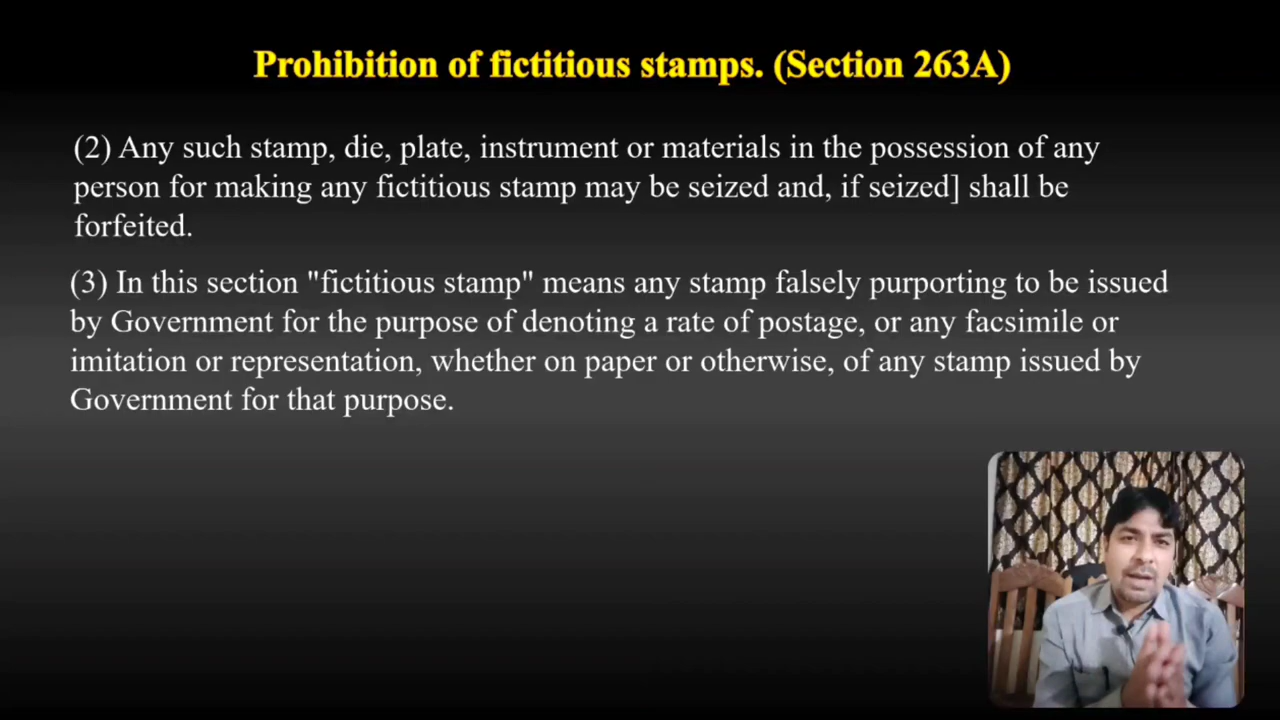 Prohibition of fictitious stamps. (Section 263A)
(2) Any such stamp, die, plate, instrument or materials in the possession of any
person for making any fictitious stamp may be seized and, if seized] shall be
forfeited.
(3) In this section "fictitious stamp" means any stamp falsely purporting to be issued
by Government for the purpose of denoting a rate of postage, or any facsimile or
imitation or representation, whether on paper or otherwise, of any stamp issued by
Government for that purpose.